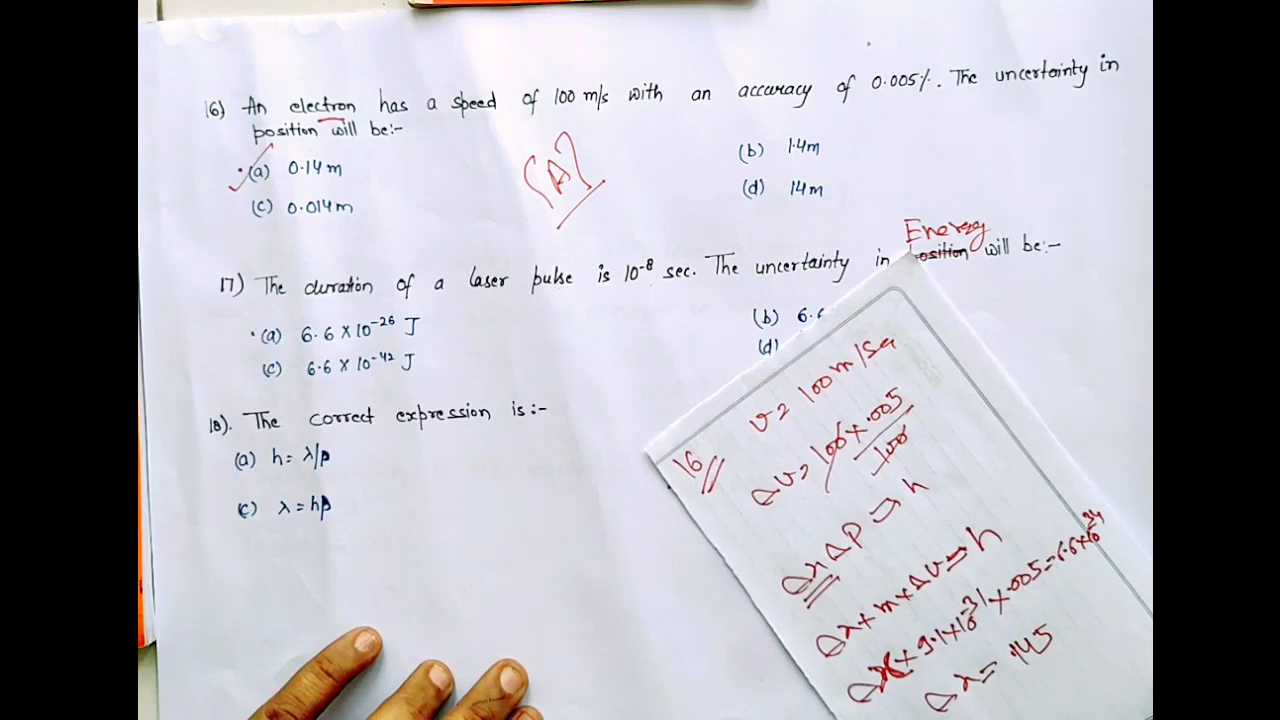 16) An electron has a speed of 100 m/s with an accuracy of 0.005%. The uncertainty in
position will be:-
(a) 0.14m
(b) 1.4m
(c) 0.014m
(d) 14m
(A)
17) The duration of a laser pulse is 10⁻⁸ sec. The uncertainty in position will be:-
Energy
(a) 6.6 × 10⁻²⁶ J
(b) 6.6
(c) 6.6 × 10⁻⁴² J
(d)
18). The correct expression is:-
(a) h = λ/p
(c) λ = hp
16
v = 100 m/sec
Δv = 100 × .005 / 100
Δx Δp = h
Δx × m × Δv = h
Δx × 9.1 × 10⁻³¹ × .005 = 6.6 × 10⁻³⁴
Δx = .145